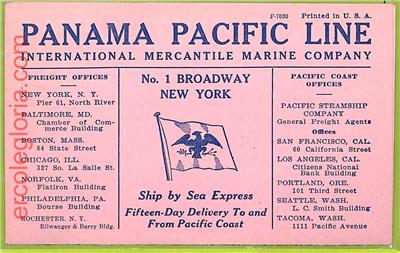 F-7630 Printed in U. S. A.
PANAMA PACIFIC LINE
INTERNATIONAL MERCANTILE MARINE COMPANY
FREIGHT OFFICES
NEW YORK, N. Y.
Pier 61, North River
BALTIMORE, MD.
Chamber of Com-
merce Building
BOSTON, MASS.
84 State Street
CHICAGO, ILL.
327 So. La Salle St.
NORFOLK, VA.
Flatiron Building
PHILADELPHIA, PA.
Bourse Building
ROCHESTER, N. Y.
Ellwanger & Barry Bldg.
No. 1 BROADWAY
NEW YORK
Ship by Sea Express
Fifteen-Day Delivery To and
From Pacific Coast
PACIFIC COAST
OFFICES
PACIFIC STEAMSHIP
COMPANY
General Freight Agents
Offices
SAN FRANCISCO, CAL.
60 California Street
LOS ANGELES, CAL.
Citizens National
Bank Building
PORTLAND, ORE.
101 Third Street
SEATTLE, WASH.
L. C. Smith Building
TACOMA, WASH.
1111 Pacific Avenue
eccleqloria.com